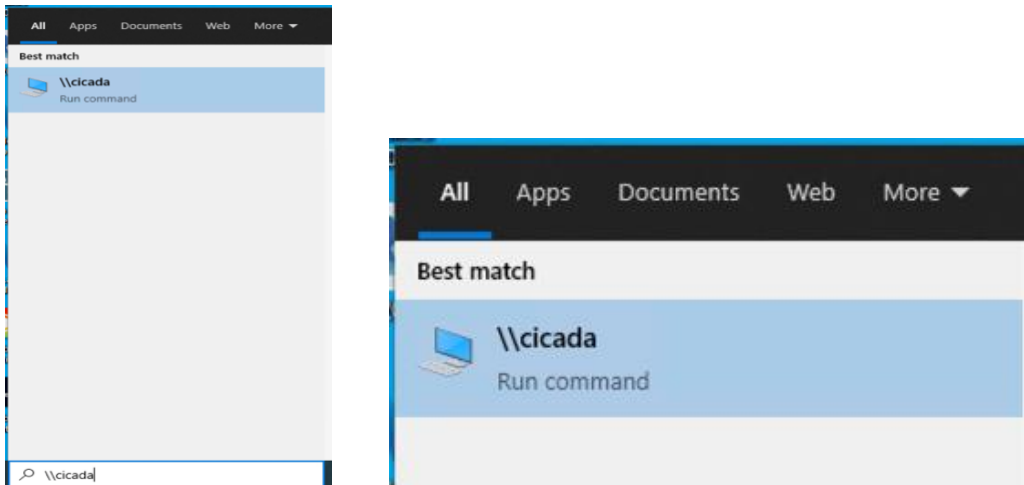 All Apps Documents Web More
Best match
\\cicada
Run command
\\cicada
All Apps Documents Web More
Best match
\\cicada
Run command